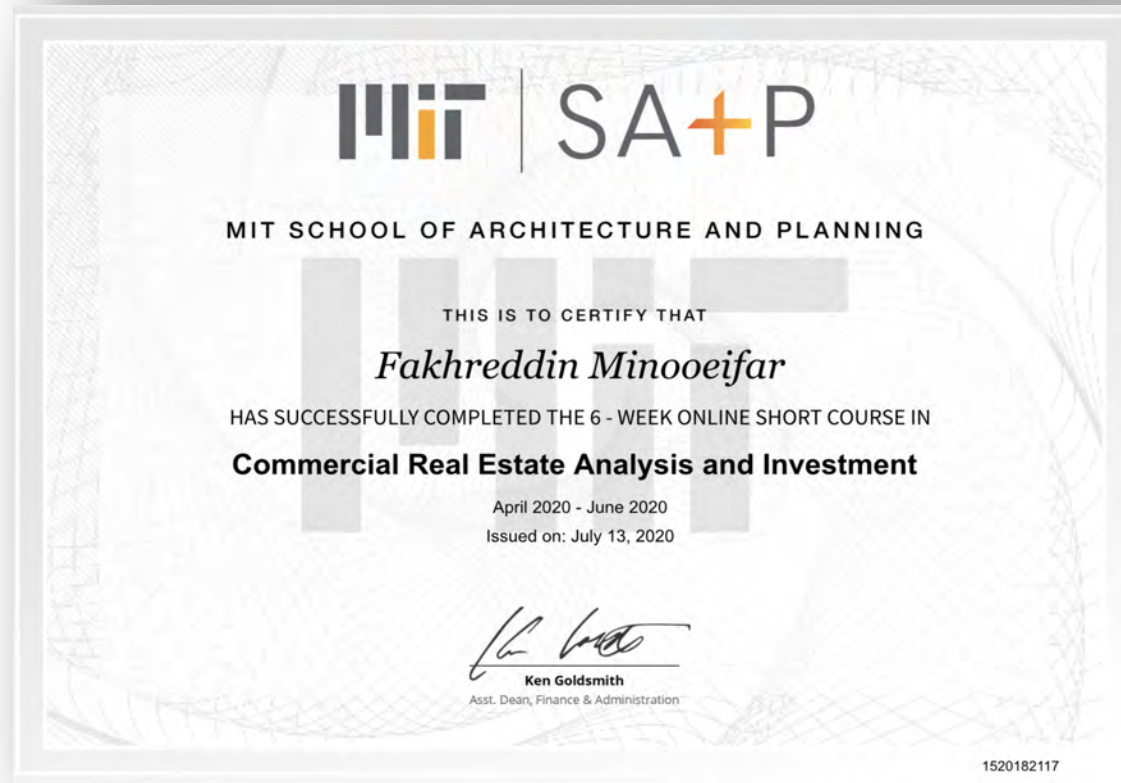 MIT | SA+P
MIT SCHOOL OF ARCHITECTURE AND PLANNING
THIS IS TO CERTIFY THAT
Fakhreddin Minooeifar
HAS SUCCESSFULLY COMPLETED THE 6 - WEEK ONLINE SHORT COURSE IN
Commercial Real Estate Analysis and Investment
April 2020 - June 2020
Issued on: July 13, 2020
Ken Goldsmith
Asst. Dean, Finance & Administration
1520182117